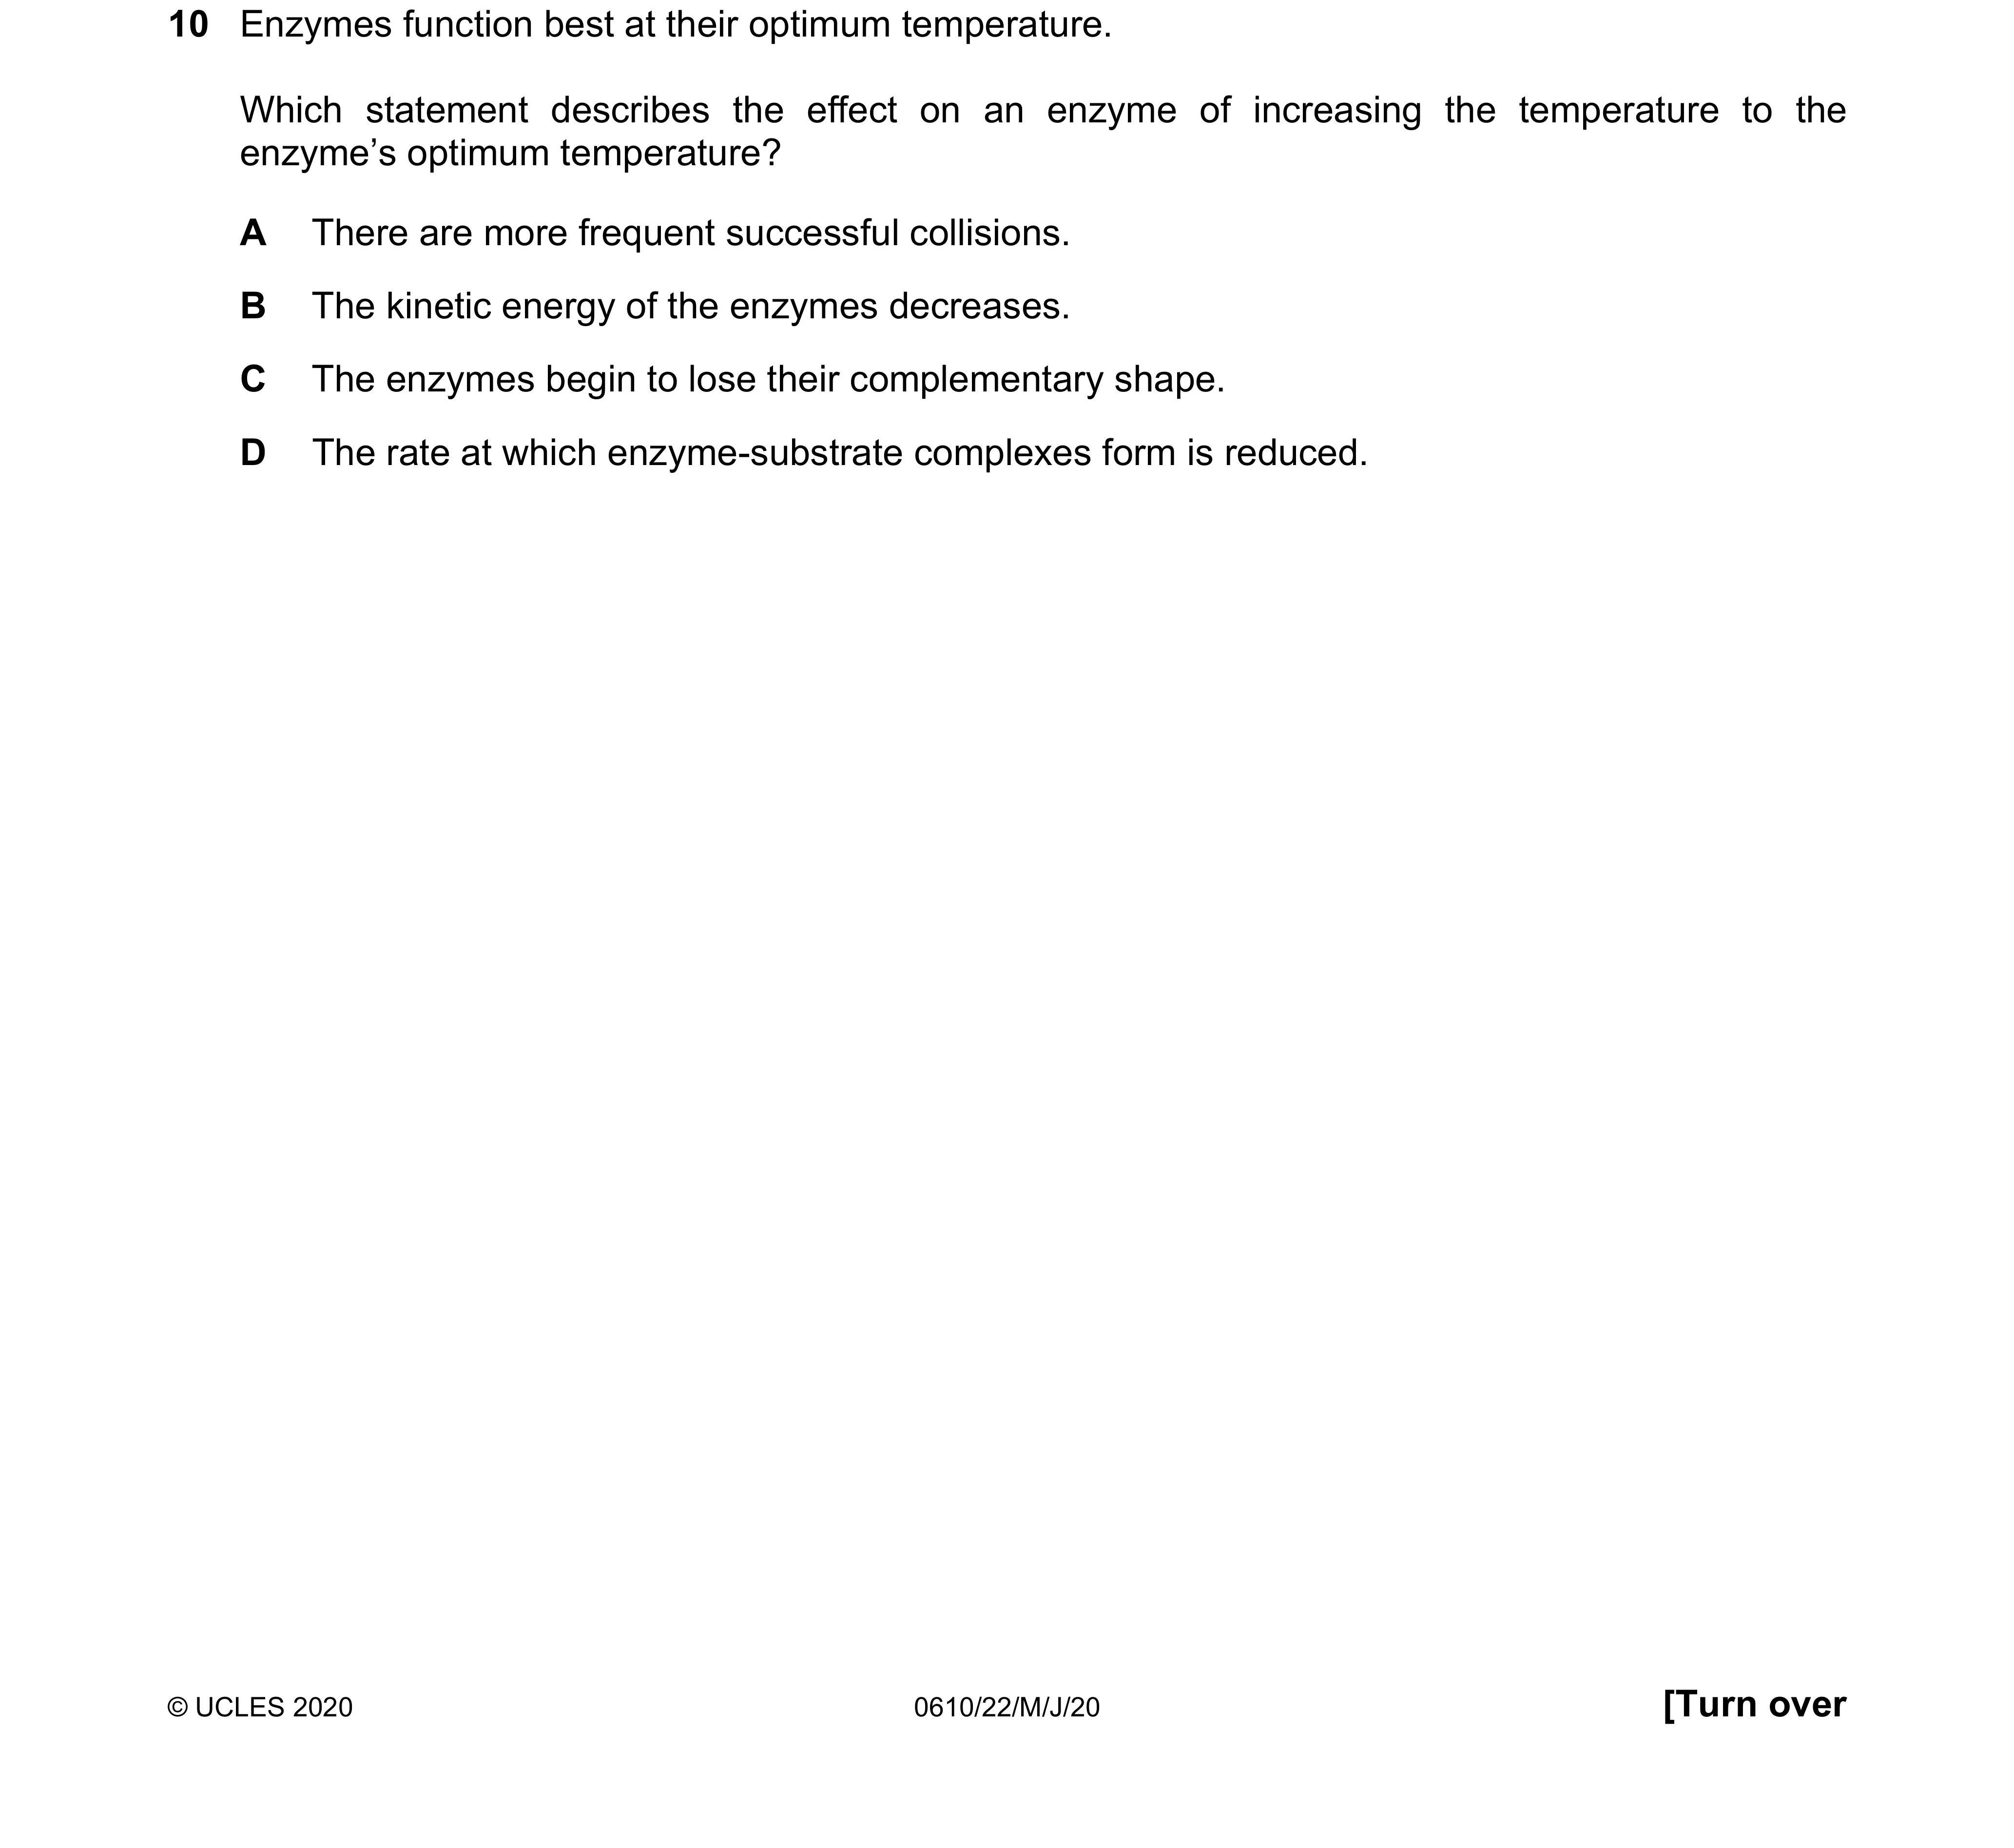 10 Enzymes function best at their optimum temperature.
Which statement describes the effect on an enzyme of increasing the temperature to the
enzyme’s optimum temperature?
A There are more frequent successful collisions.
B The kinetic energy of the enzymes decreases.
C The enzymes begin to lose their complementary shape.
D The rate at which enzyme-substrate complexes form is reduced.
© UCLES 2020 0610/22/M/J/20 [Turn over